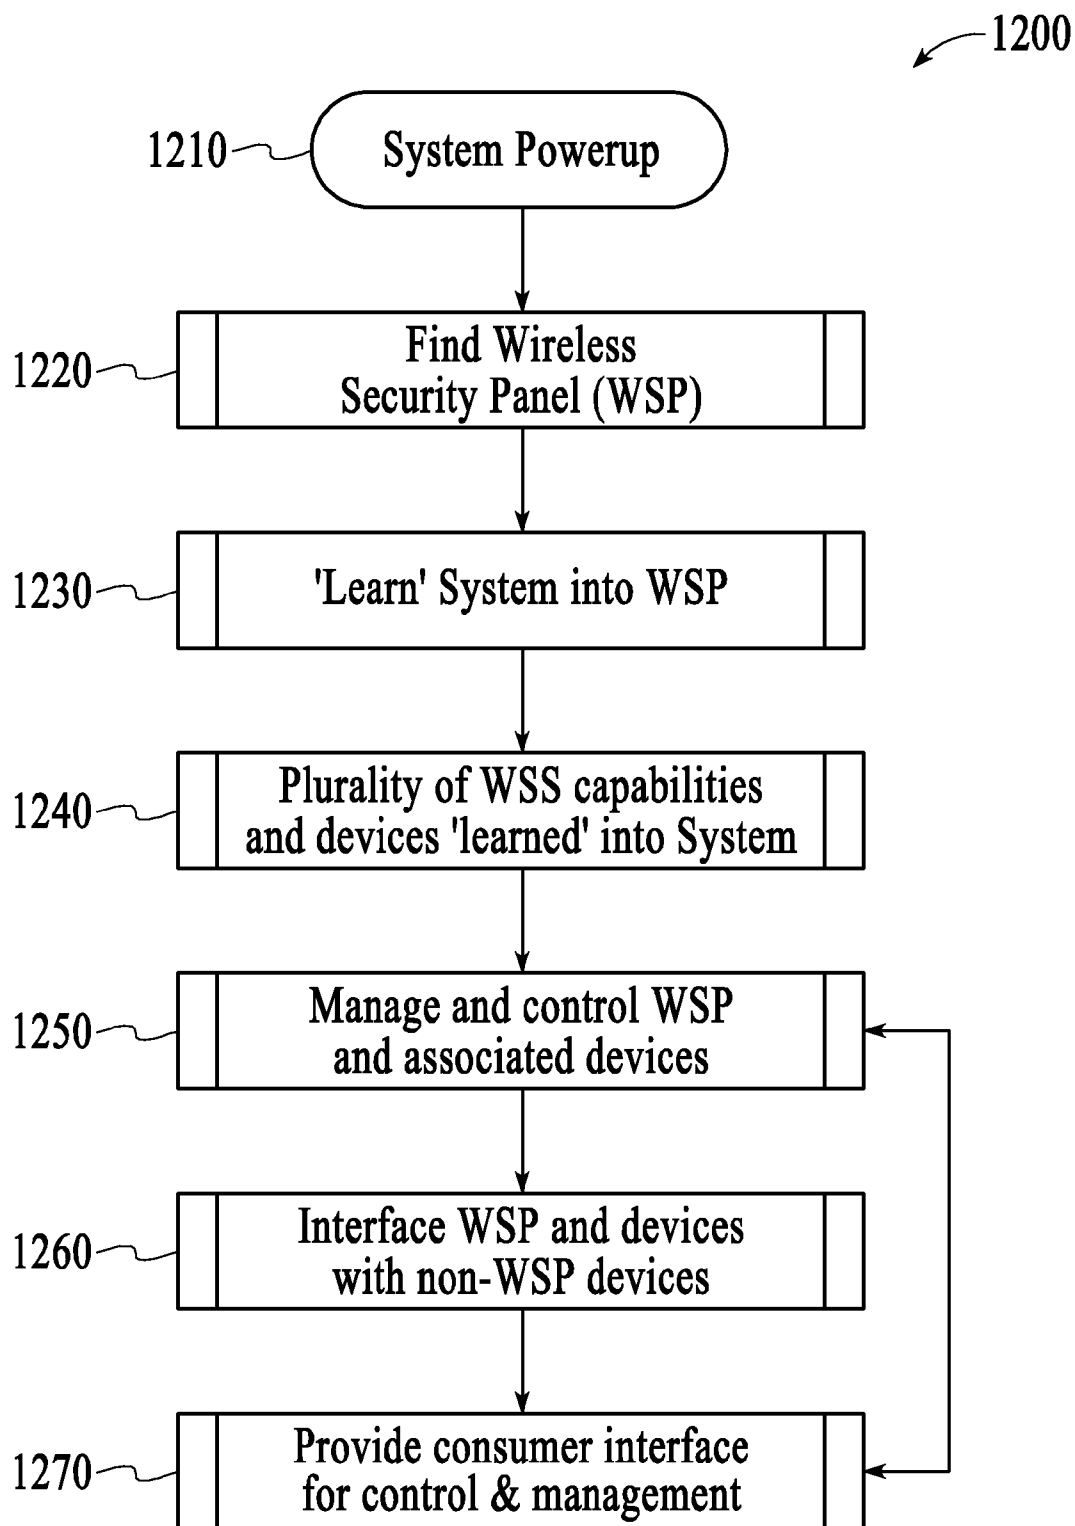 1200
1210
System Powerup
1220
Find Wireless
Security Panel (WSP)
1230
'Learn' System into WSP
1240
Plurality of WSS capabilities
and devices 'learned' into System
1250
Manage and control WSP
and associated devices
1260
Interface WSP and devices
with non-WSP devices
1270
Provide consumer interface
for control & management